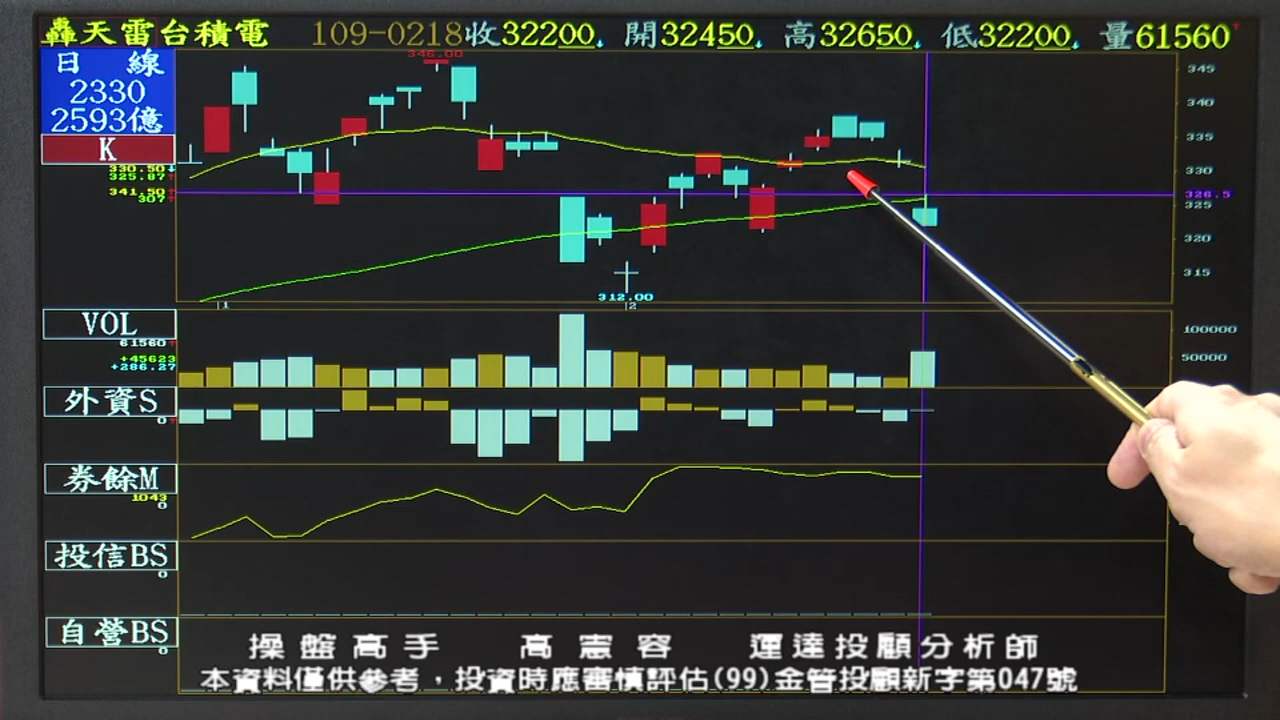 轟天雷台積電 109-0218收32200↓ 開32450↓ 高32650↓ 低32200↓ 量61560↑
日 線
2330
2593億
K
346.00
345
340
335
330
330.50↓
325.87↑
341.50↑
307↑
326.5
325
320
315
312.00
1
2
VOL
61560↑
+45623
+286.27
100000
50000
外資S
0↑
券餘M
1043
0
投信BS
0
自營BS
0
操盤高手 高憲容 運達投顧分析師
本資料僅供參考，投資時應審慎評估(99)金管投顧新字第047號